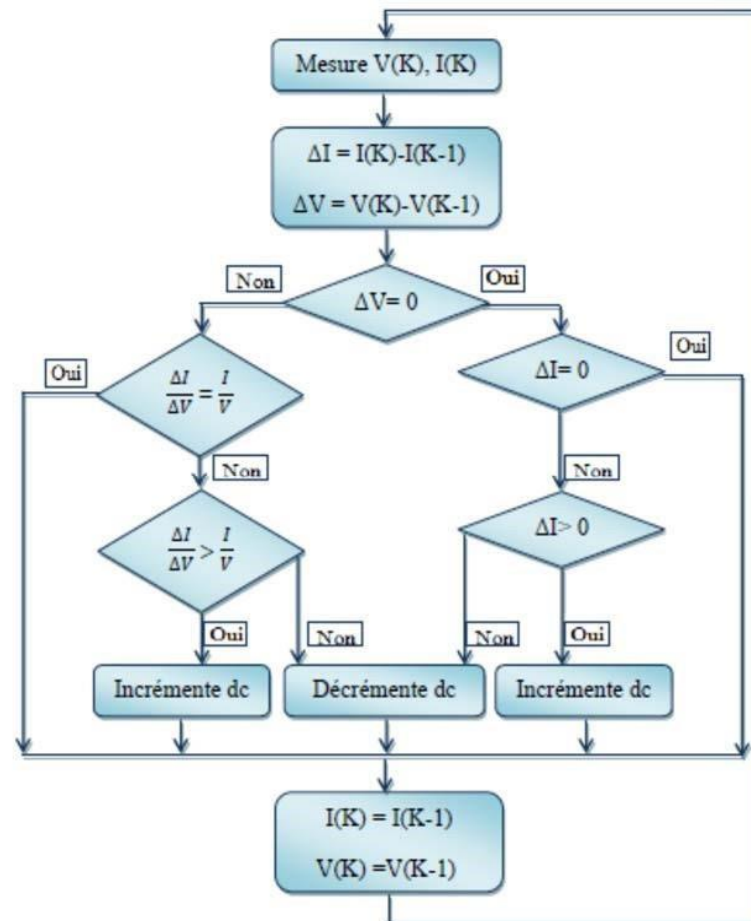 Mesure V(K), I(K)
ΔI = I(K)-I(K-1)
ΔV = V(K)-V(K-1)
Non
Oui
ΔV= 0
Oui
ΔI/ΔV = I/V
ΔI= 0
Oui
Non
Non
ΔI/ΔV > I/V
ΔI> 0
Oui
Non
Non
Oui
Incrémente dc
Décrémente dc
Incrémente dc
I(K) = I(K-1)
V(K) =V(K-1)